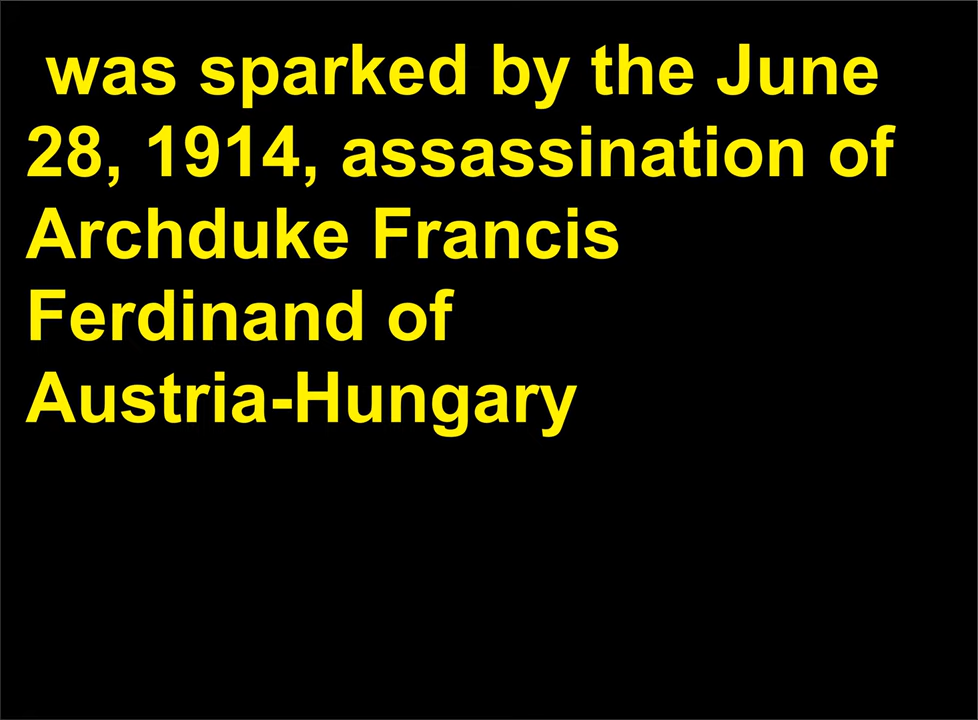 was sparked by the June
28, 1914, assassination of
Archduke Francis
Ferdinand of
Austria-Hungary